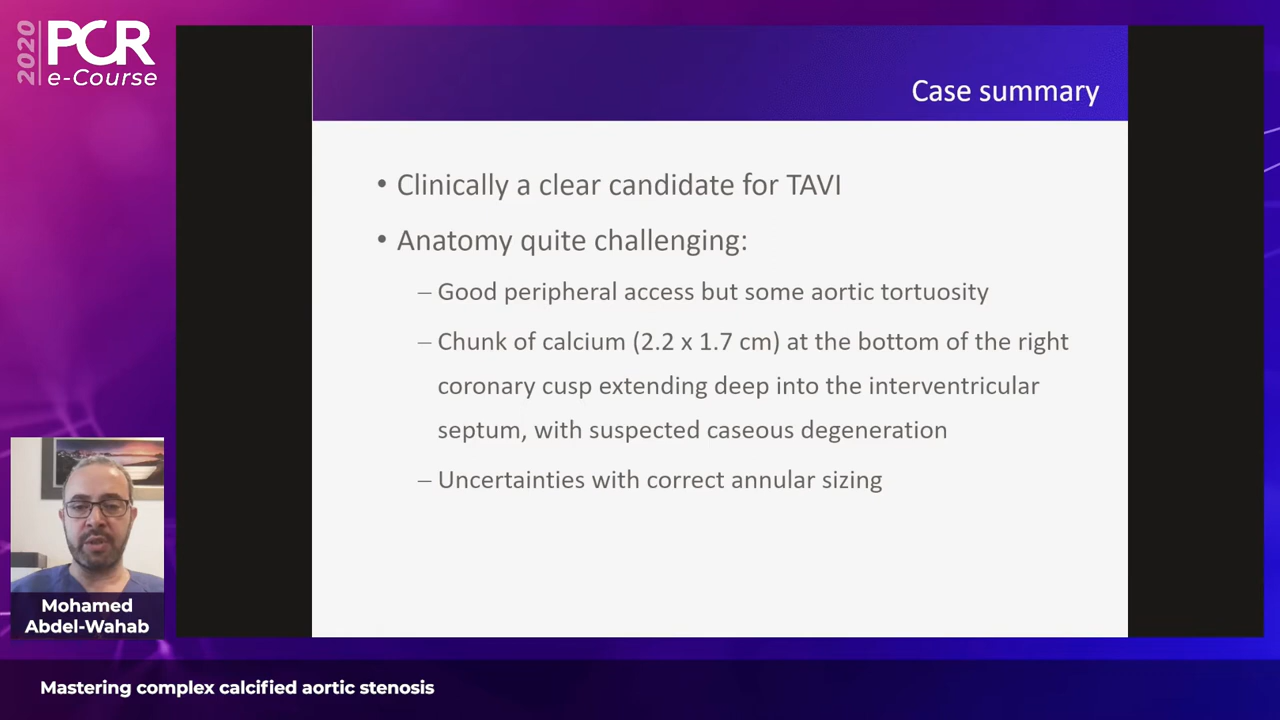 2020
PCR
e-Course
Case summary
• Clinically a clear candidate for TAVI
• Anatomy quite challenging:
– Good peripheral access but some aortic tortuosity
– Chunk of calcium (2.2 x 1.7 cm) at the bottom of the right
coronary cusp extending deep into the interventricular
septum, with suspected caseous degeneration
– Uncertainties with correct annular sizing
Mohamed
Abdel-Wahab
Mastering complex calcified aortic stenosis